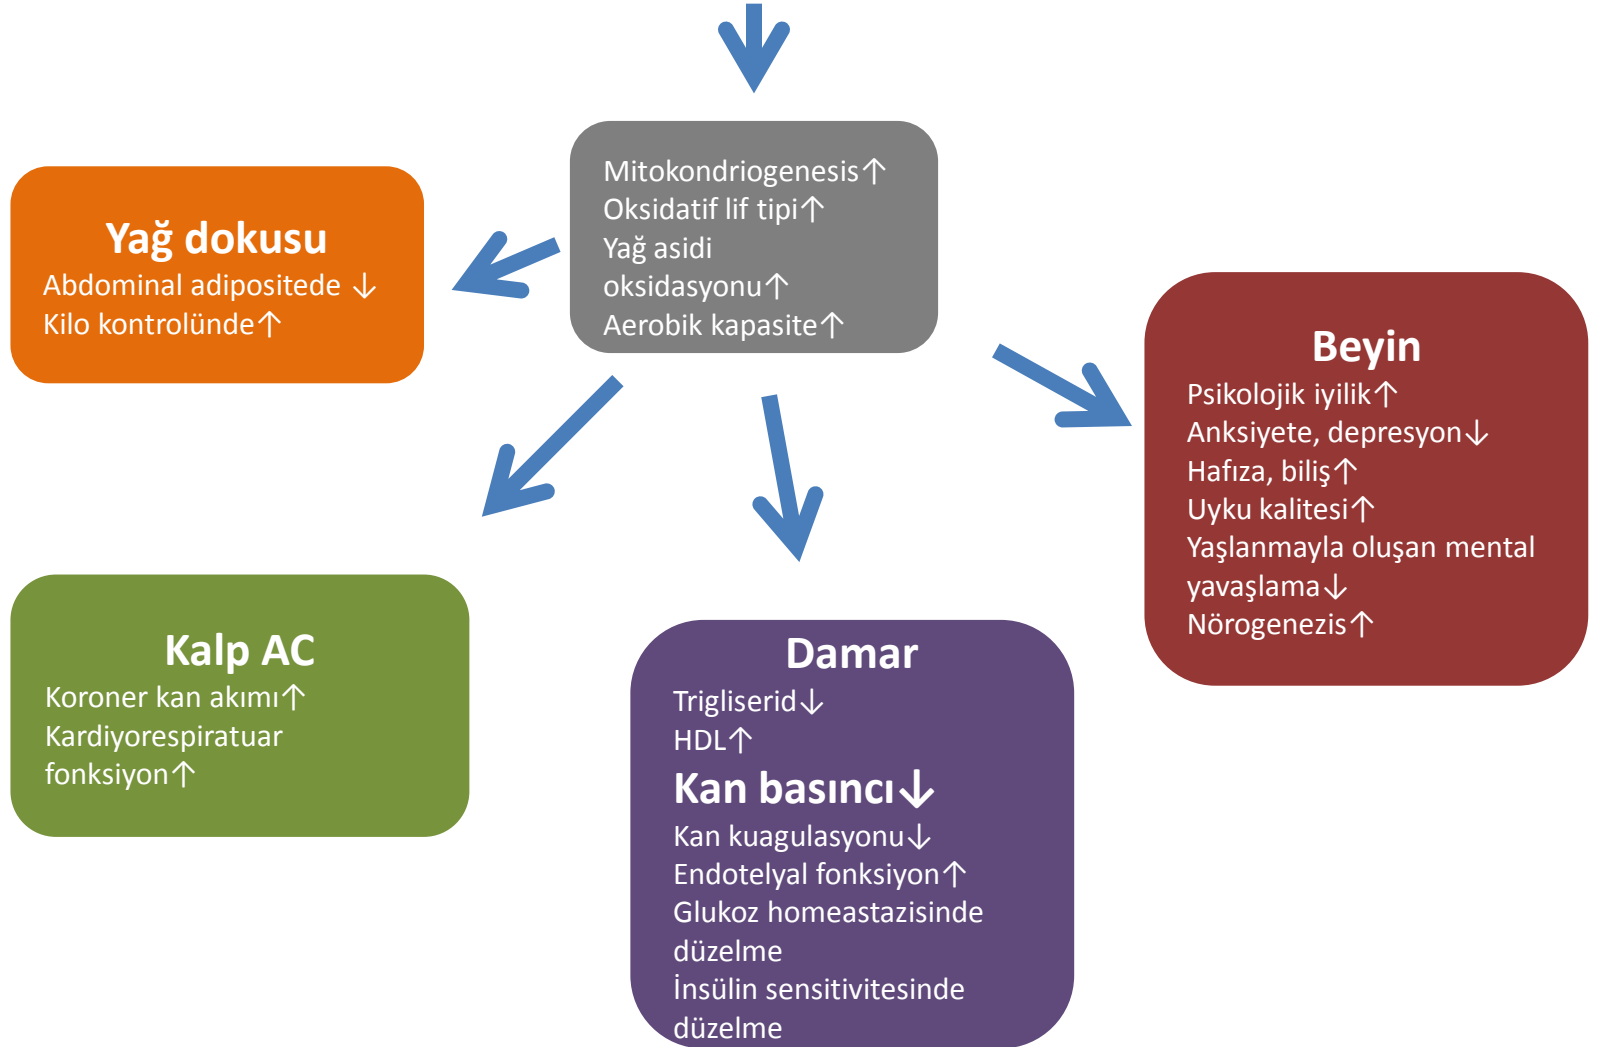 Mitokondriogenesis↑
Oksidatif lif tipi↑
Yağ asidi
oksidasyonu↑
Aerobik kapasite↑
Yağ dokusu
Abdominal adipositede ↓
Kilo kontrolünde↑
Beyin
Psikolojik iyilik↑
Anksiyete, depresyon↓
Hafıza, biliş↑
Uyku kalitesi↑
Yaşlanmayla oluşan mental
yavaşlama↓
Nörogenezis↑
Kalp AC
Koroner kan akımı↑
Kardiyorespiratuar
fonksiyon↑
Damar
Trigliserid↓
HDL↑
Kan basıncı↓
Kan kuagulasyonu↓
Endotelyal fonksiyon↑
Glukoz homeastazisinde
düzelme
İnsülin sensitivitesinde
düzelme